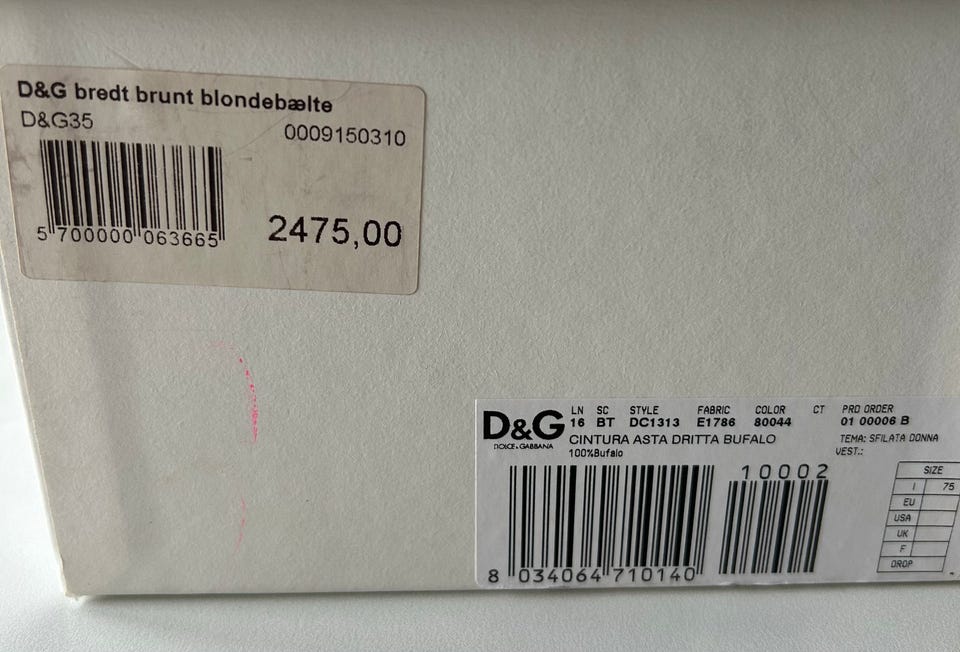 D&G bredt brunt blondebælte
D&G35
0009150310
5 700000 063665
2475,00
D&G
DOLCE & GABBANA
LN SC STYLE FABRIC COLOR CT PRD ORDER
16 BT DC1313 E1786 80044 01 00006 B
CINTURA ASTA DRITTA BUFALO
100%Bufalo
TEMA: SFILATA DONNA
VEST.:
10002
8 034064 710140
SIZE
I 75
EU
USA
UK
F
DROP